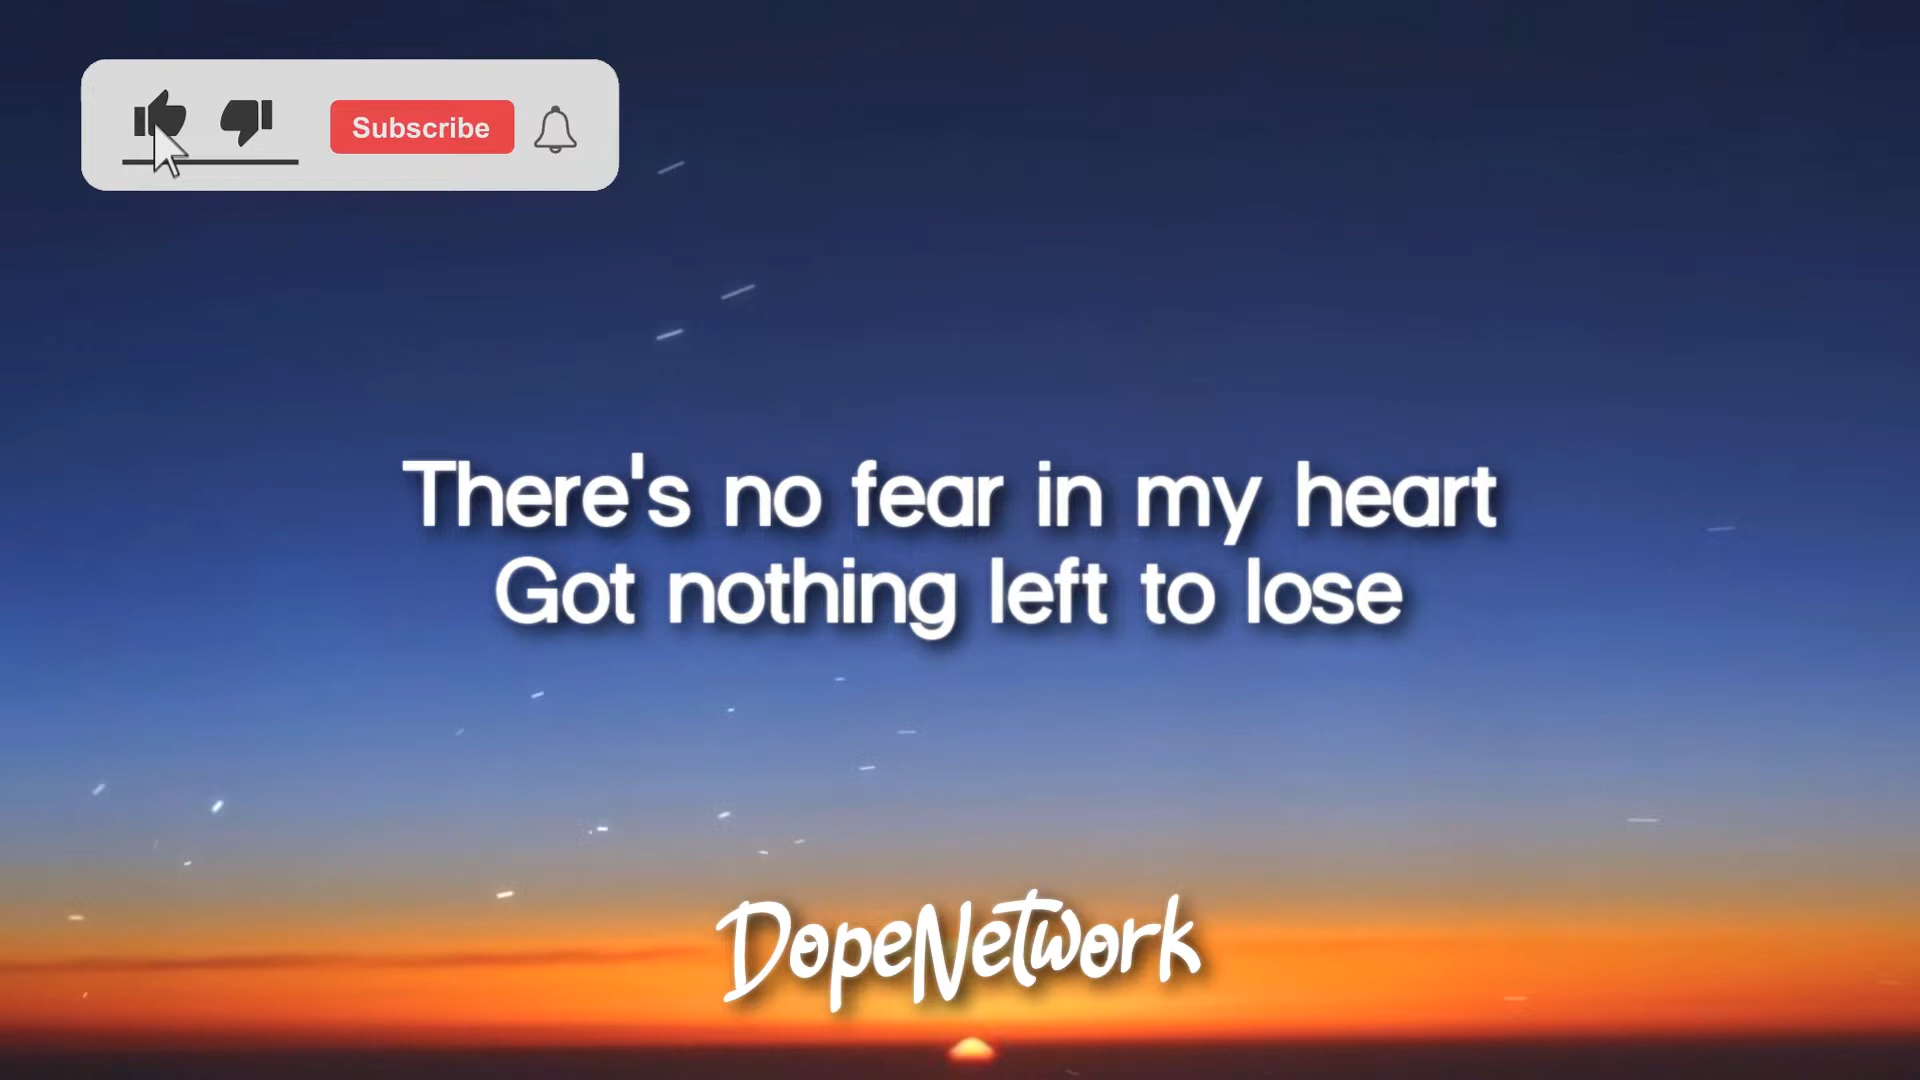 Subscribe
There's no fear in my heart
Got nothing left to lose
DopeNetwork